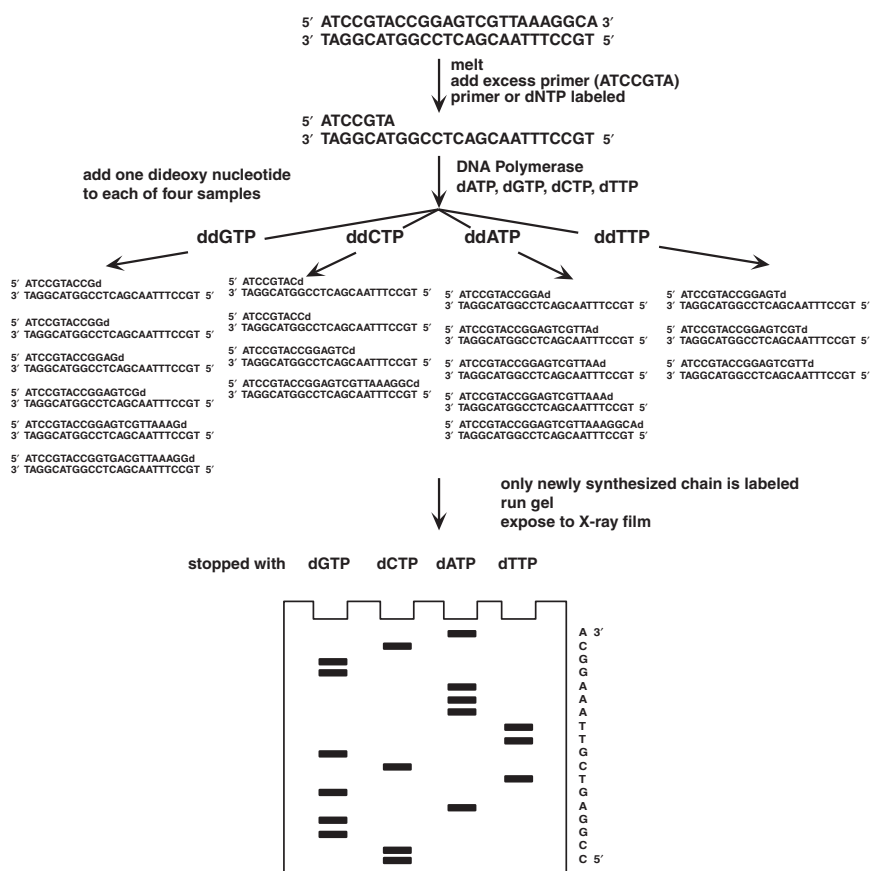 5′ ATCCGTACCGGAGTCGTTAAAGGCA 3′
3′ TAGGCATGGCCTCAGCAATTTCCGT 5′
melt
add excess primer (ATCCGTA)
primer or dNTP labeled
5′ ATCCGTA
3′ TAGGCATGGCCTCAGCAATTTCCGT 5′
add one dideoxy nucleotide
to each of four samples
DNA Polymerase
dATP, dGTP, dCTP, dTTP
ddGTP
ddCTP
ddATP
ddTTP
5′ ATCCGTACCGd
3′ TAGGCATGGCCTCAGCAATTTCCGT 5′
5′ ATCCGTACCGGd
3′ TAGGCATGGCCTCAGCAATTTCCGT 5′
5′ ATCCGTACCGGAGd
3′ TAGGCATGGCCTCAGCAATTTCCGT 5′
5′ ATCCGTACCGGAGTCGd
3′ TAGGCATGGCCTCAGCAATTTCCGT 5′
5′ ATCCGTACCGGAGTCGTTAAAGd
3′ TAGGCATGGCCTCAGCAATTTCCGT 5′
5′ ATCCGTACCGGTGACGTTAAAGGd
3′ TAGGCATGGCCTCAGCAATTTCCGT 5′
5′ ATCCGTACd
3′ TAGGCATGGCCTCAGCAATTTCCGT 5′
5′ ATCCGTACCd
3′ TAGGCATGGCCTCAGCAATTTCCGT 5′
5′ ATCCGTACCGGAGTCd
3′ TAGGCATGGCCTCAGCAATTTCCGT 5′
5′ ATCCGTACCGGAGTCGTTAAAGGCd
3′ TAGGCATGGCCTCAGCAATTTCCGT 5′
5′ ATCCGTACCGGAd
3′ TAGGCATGGCCTCAGCAATTTCCGT 5′
5′ ATCCGTACCGGAGTCGTTAd
3′ TAGGCATGGCCTCAGCAATTTCCGT 5′
5′ ATCCGTACCGGAGTCGTTAAd
3′ TAGGCATGGCCTCAGCAATTTCCGT 5′
5′ ATCCGTACCGGAGTCGTTAAAd
3′ TAGGCATGGCCTCAGCAATTTCCGT 5′
5′ ATCCGTACCGGAGTCGTTAAAGGCAd
3′ TAGGCATGGCCTCAGCAATTTCCGT 5′
5′ ATCCGTACCGGAGTd
3′ TAGGCATGGCCTCAGCAATTTCCGT 5′
5′ ATCCGTACCGGAGTCGTd
3′ TAGGCATGGCCTCAGCAATTTCCGT 5′
5′ ATCCGTACCGGAGTCGTTd
3′ TAGGCATGGCCTCAGCAATTTCCGT 5′
only newly synthesized chain is labeled
run gel
expose to X-ray film
stopped with dGTP dCTP dATP dTTP
A 3′
C
G
G
A
A
A
T
T
G
C
T
G
A
G
G
C
C 5′